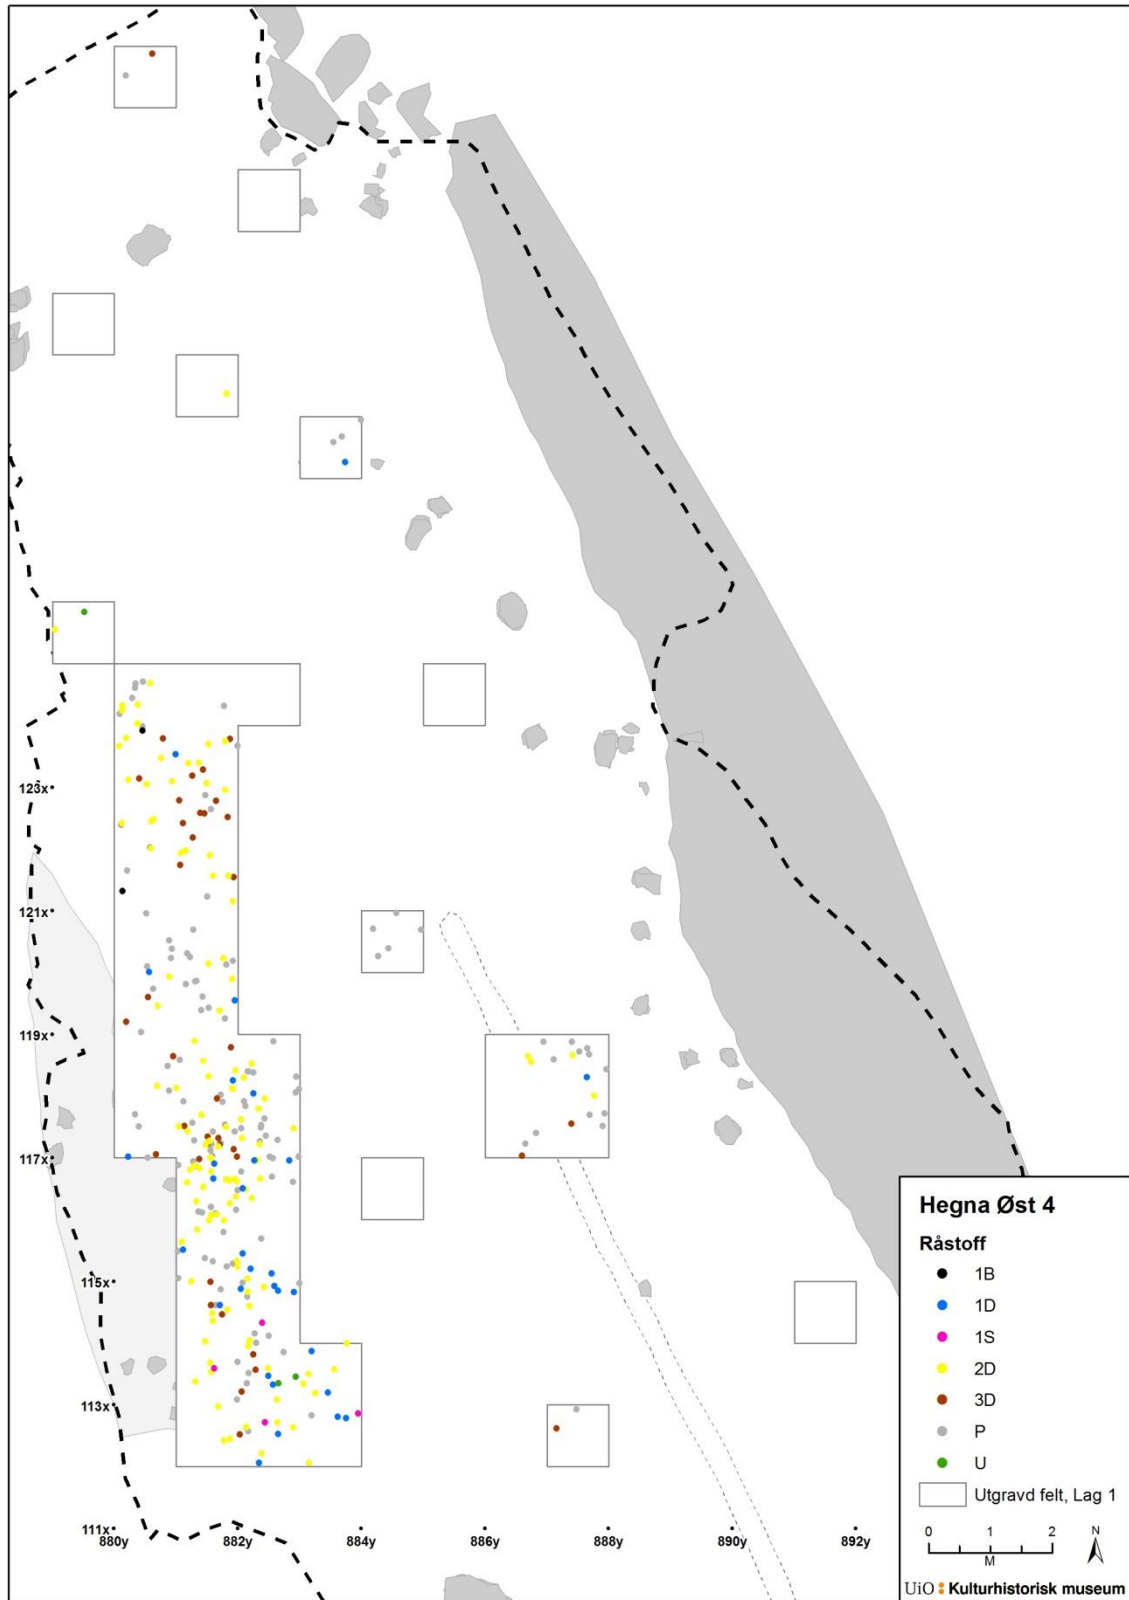 123x
121x
119x
117x
115x
113x
111x
880y
882y
884y
886y
888y
890y
892y
Hegna Øst 4
Råstoff
1B
1D
1S
2D
3D
P
U
Utgravd felt, Lag 1
0 1 2
M
N
UiO Kulturhistorisk museum